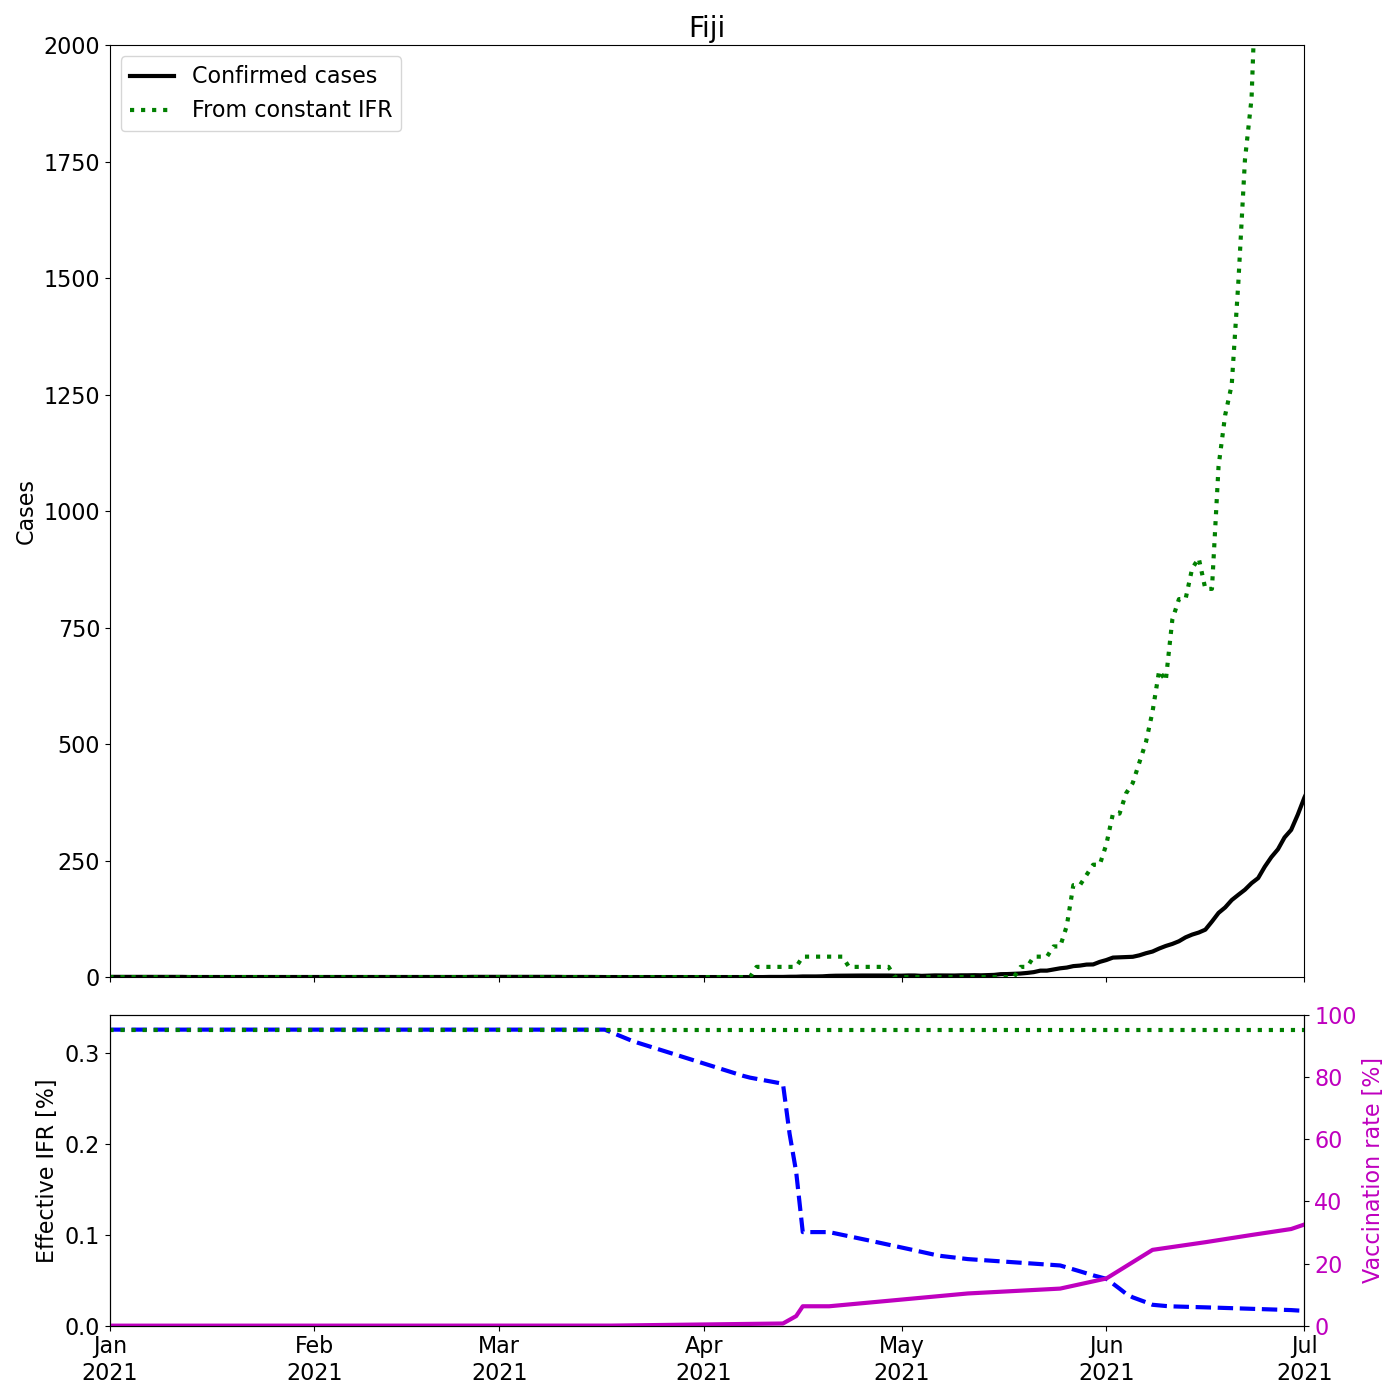 Fiji
2000
1750
1500
1250
1000
750
500
250
0
Cases
Confirmed cases
From constant IFR
0.3
0.2
0.1
0.0
Effective IFR [%]
100
80
60
40
20
0
Vaccination rate [%]
Jan Feb Mar Apr May Jun Jul
2021 2021 2021 2021 2021 2021 2021